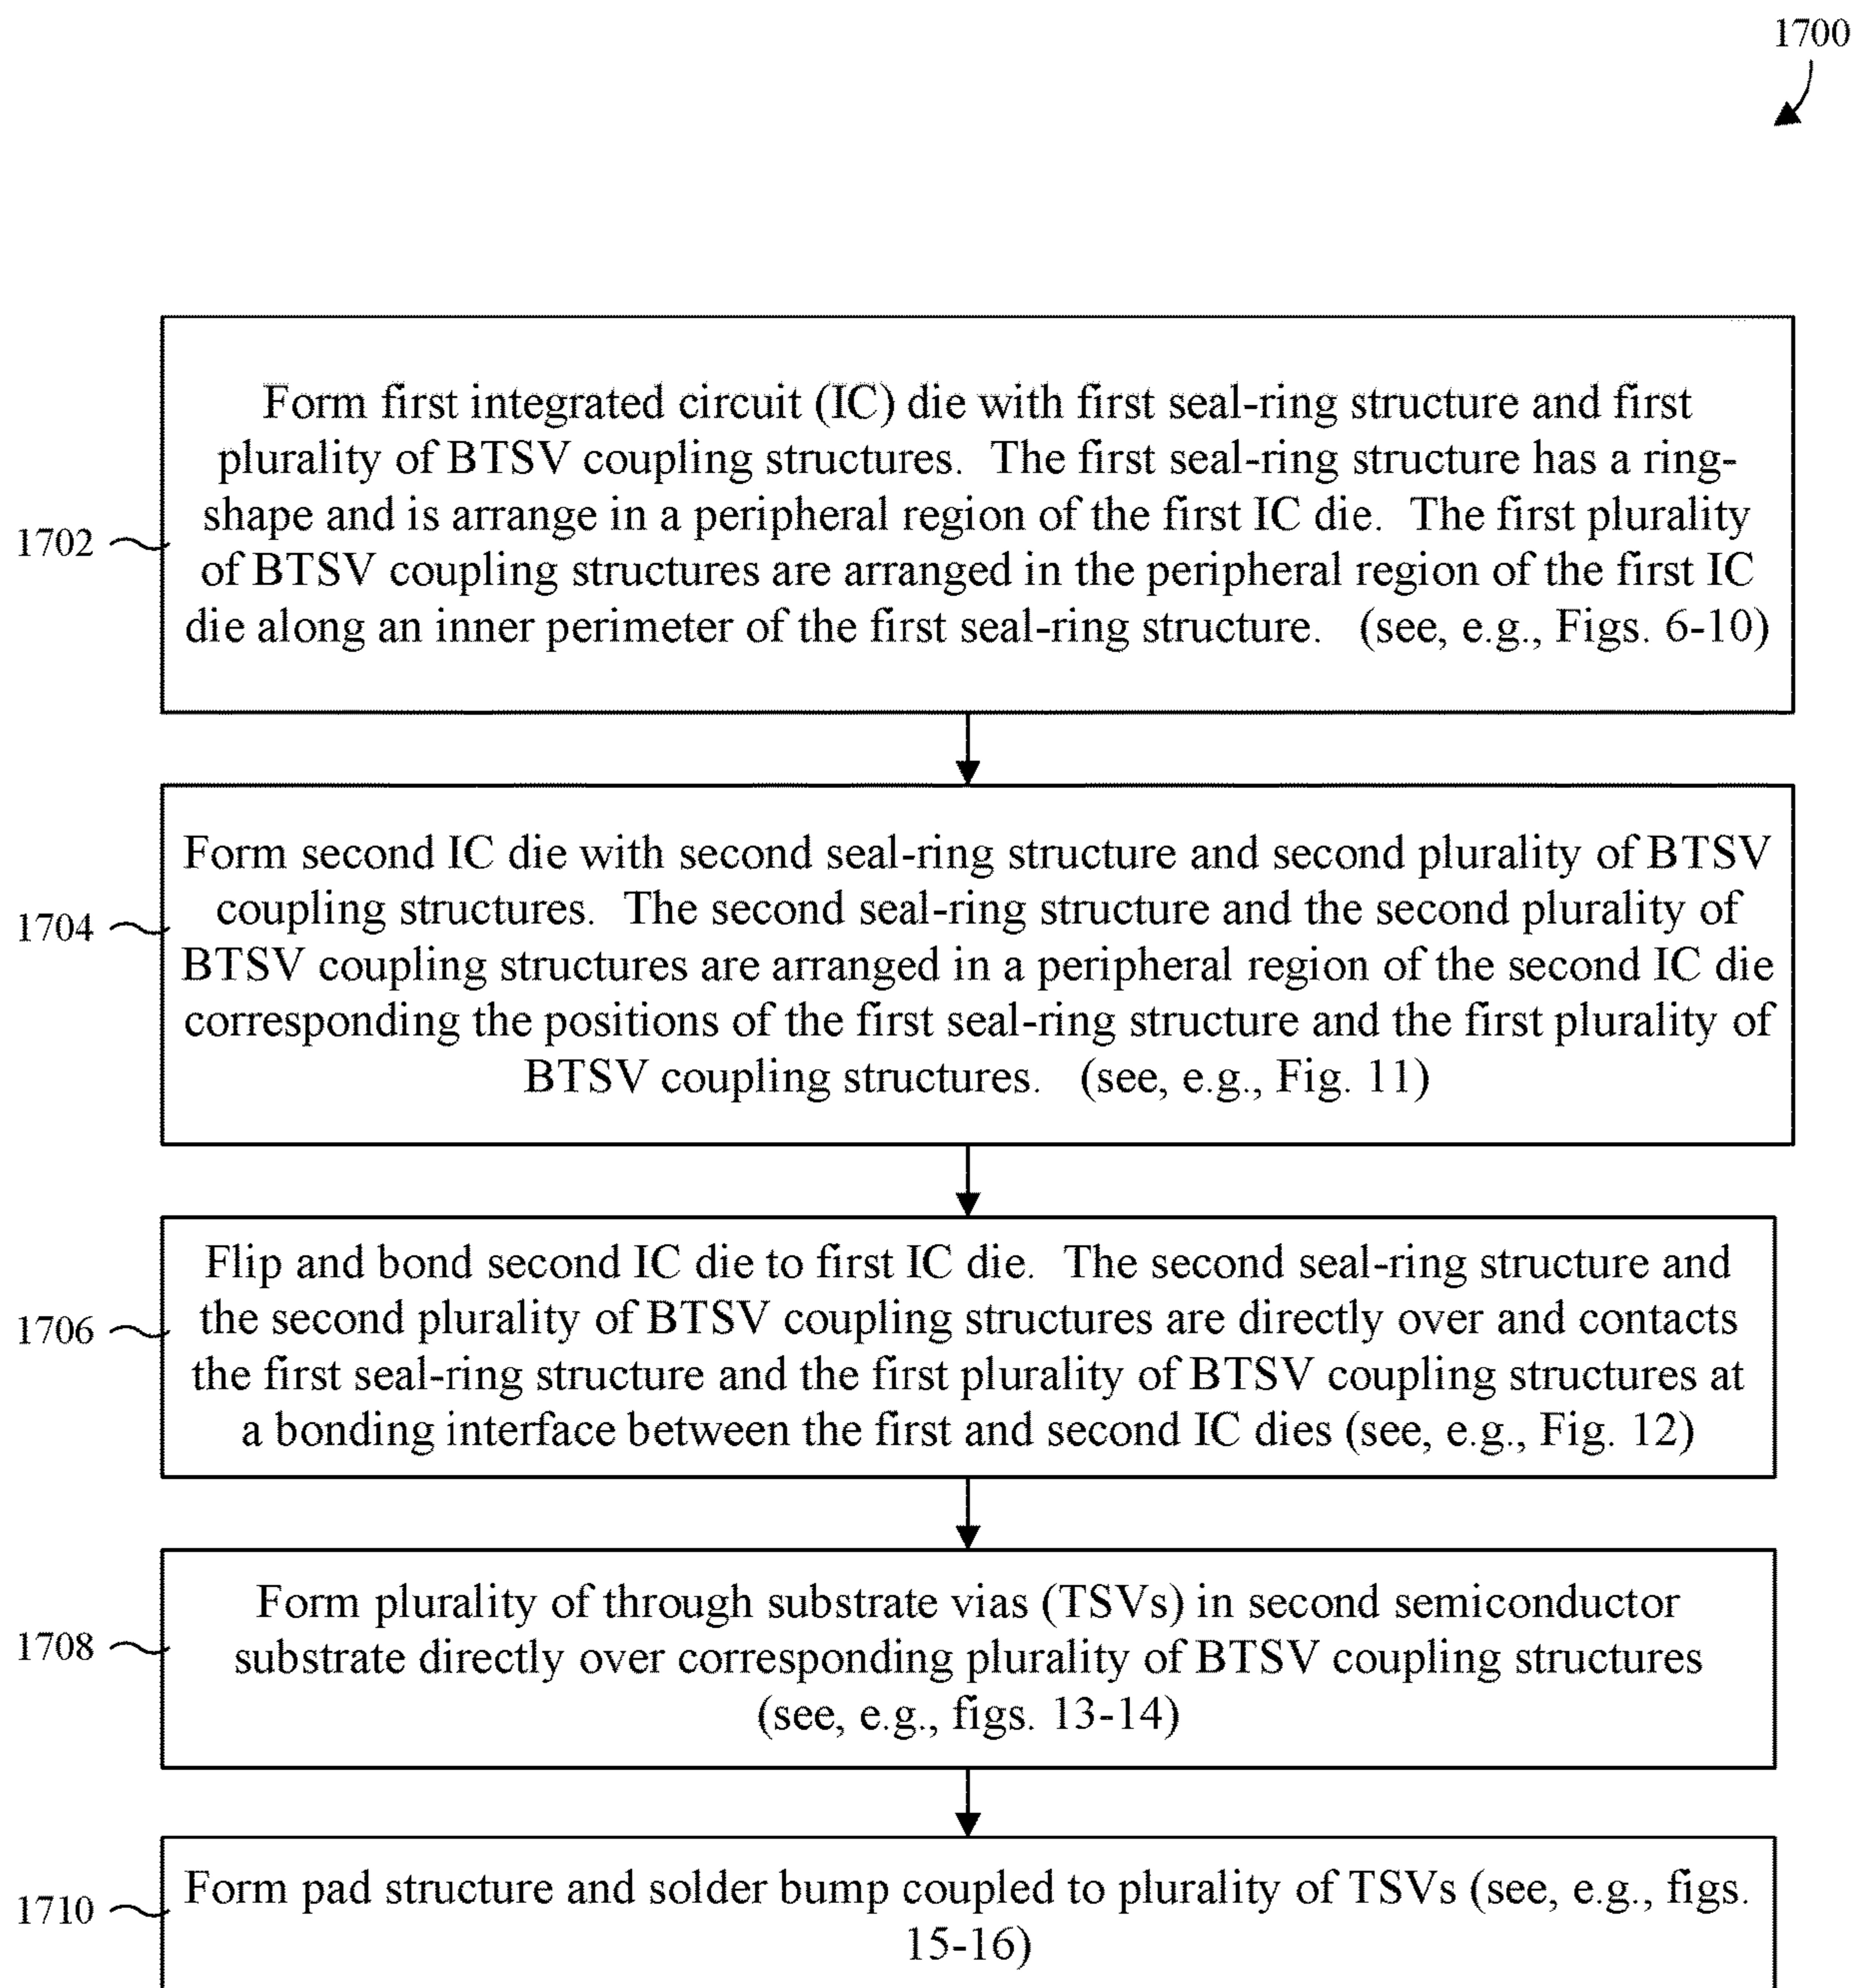 1700
Form first integrated circuit (IC) die with first seal-ring structure and first
plurality of BTSV coupling structures. The first seal-ring structure has a ring-
shape and is arrange in a peripheral region of the first IC die. The first plurality
1702
of BTSV coupling structures are arranged in the peripheral region of the first IC
die along an inner perimeter of the first seal-ring structure. (see, e.g., Figs. 6-10)
Form second IC die with second seal-ring structure and second plurality of BTSV
coupling structures. The second seal-ring structure and the second plurality of
1704
BTSV coupling structures are arranged in a peripheral region of the second IC die
corresponding the positions of the first seal-ring structure and the first plurality of
BTSV coupling structures. (see, e.g., Fig. 11)
Flip and bond second IC die to first IC die. The second seal-ring structure and
the second plurality of BTSV coupling structures are directly over and contacts
1706
the first seal-ring structure and the first plurality of BTSV coupling structures at
a bonding interface between the first and second IC dies (see, e.g., Fig. 12)
Form plurality of through substrate vias (TSVs) in second semiconductor
1708
substrate directly over corresponding plurality of BTSV coupling structures
(see, e.g., figs. 13-14)
Form pad structure and solder bump coupled to plurality of TSVs (see, e.g., figs.
1710
15-16)